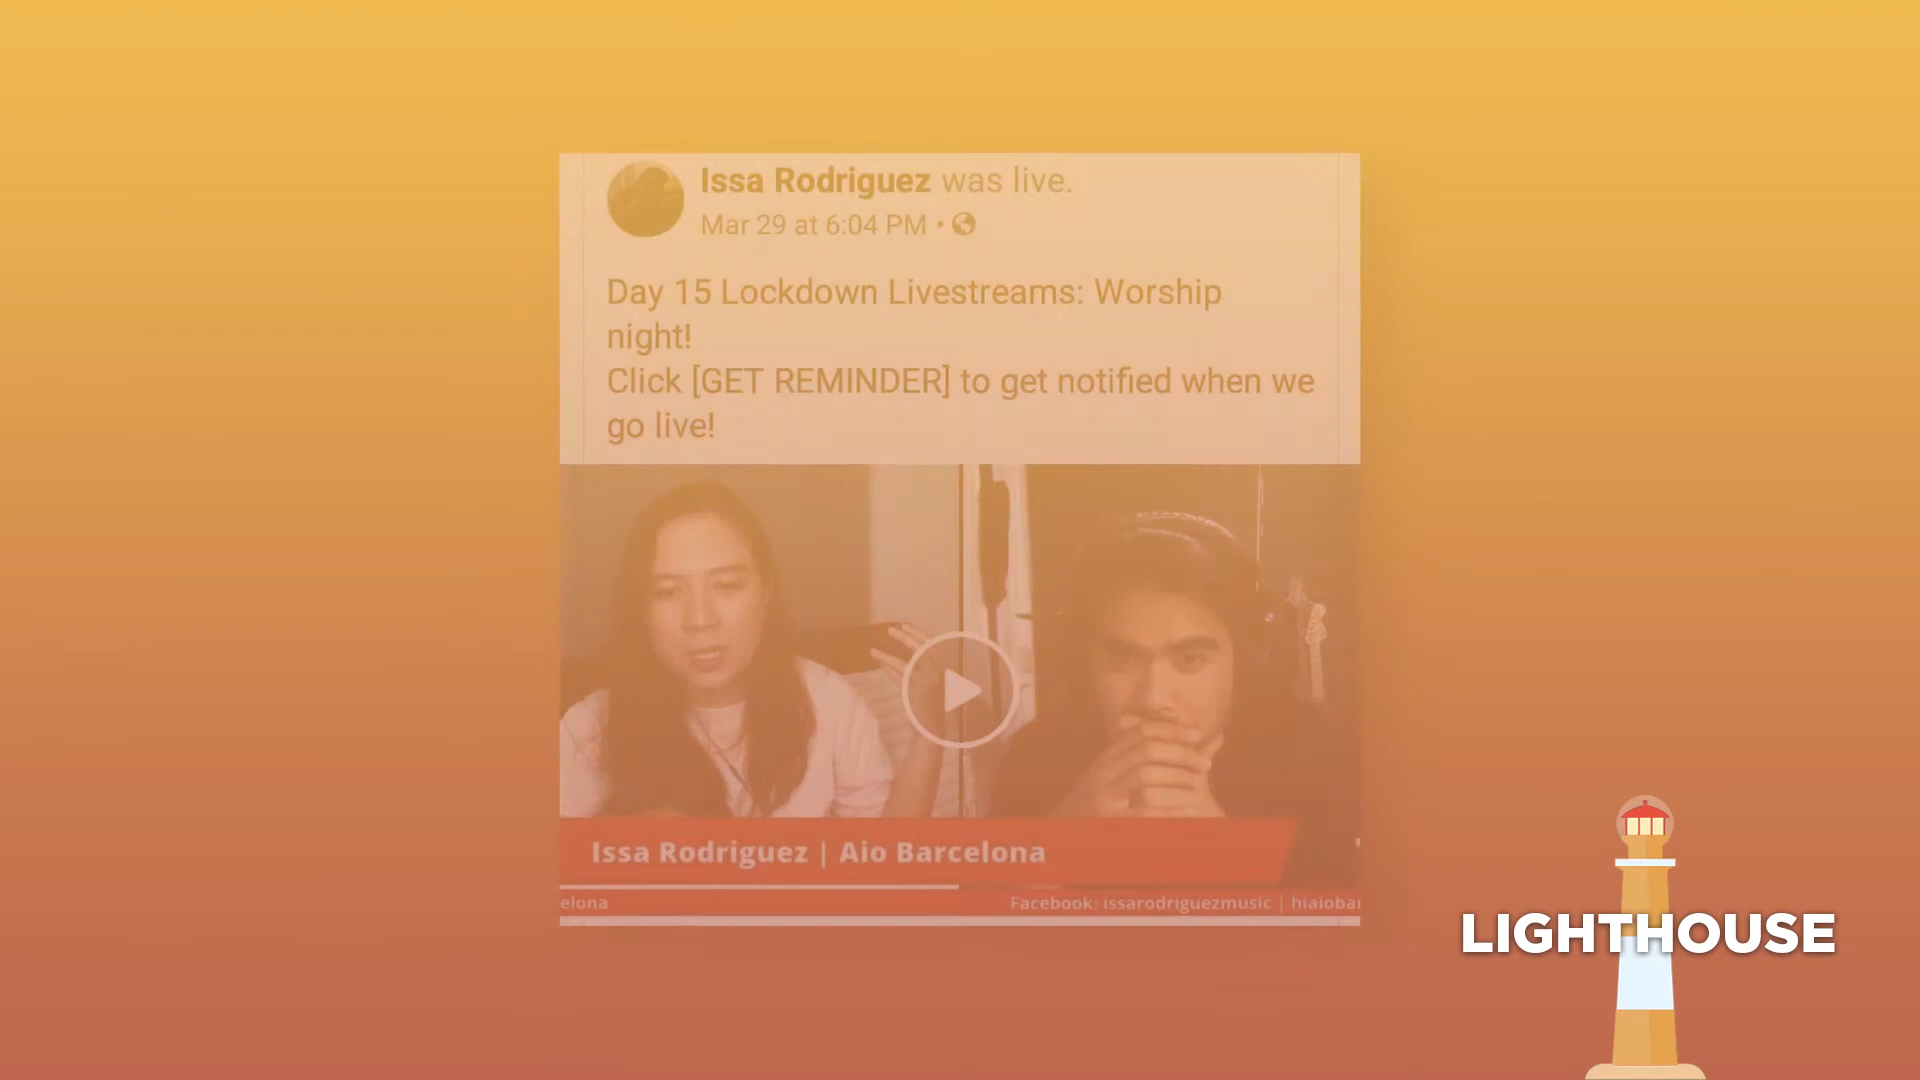 Issa Rodriguez was live.
Mar 29 at 6:04 PM •
Day 15 Lockdown Livestreams: Worship
night!
Click [GET REMINDER] to get notified when we
go live!
Issa Rodriguez | Aio Barcelona
elona
Facebook: issarodriguezmusic | hiaiobar
LIGHTHOUSE